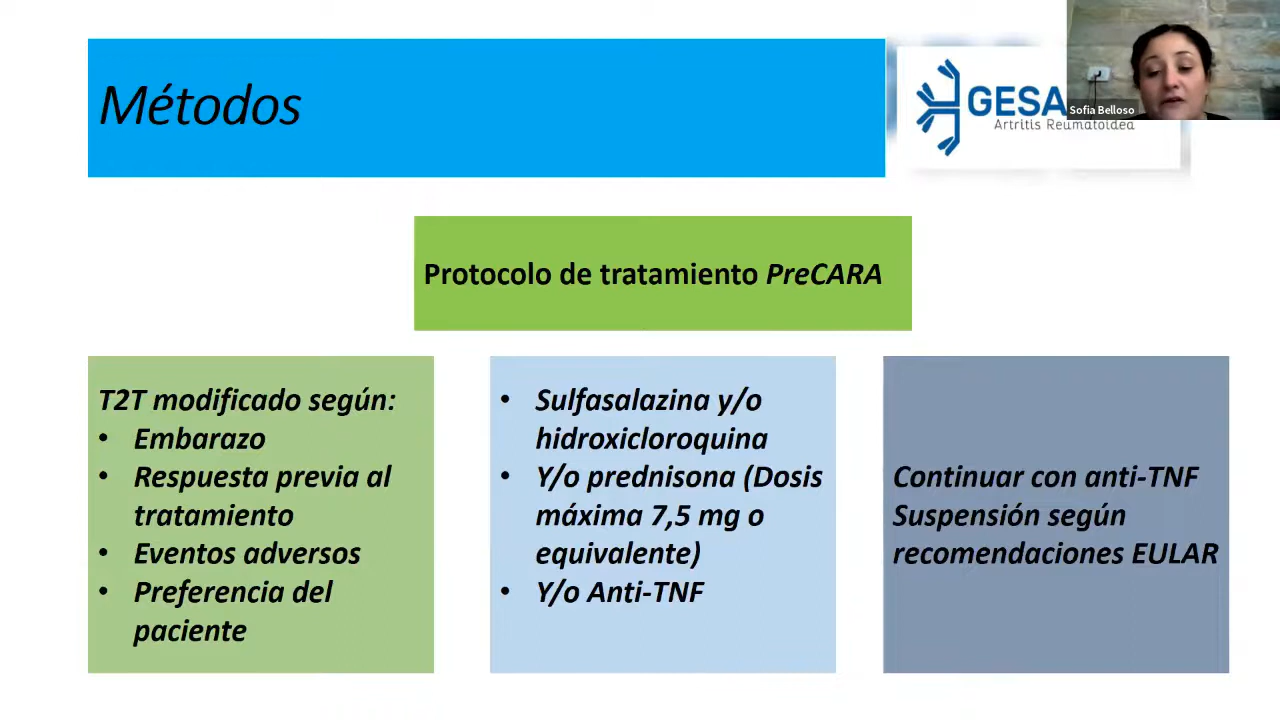 Métodos
GESA
Artritis Reumatoidea
Sofia Belloso
Protocolo de tratamiento PreCARA
T2T modificado según:
• Embarazo
• Respuesta previa al
tratamiento
• Eventos adversos
• Preferencia del
paciente
• Sulfasalazina y/o
hidroxicloroquina
• Y/o prednisona (Dosis
máxima 7,5 mg o
equivalente)
• Y/o Anti-TNF
Continuar con anti-TNF
Suspensión según
recomendaciones EULAR